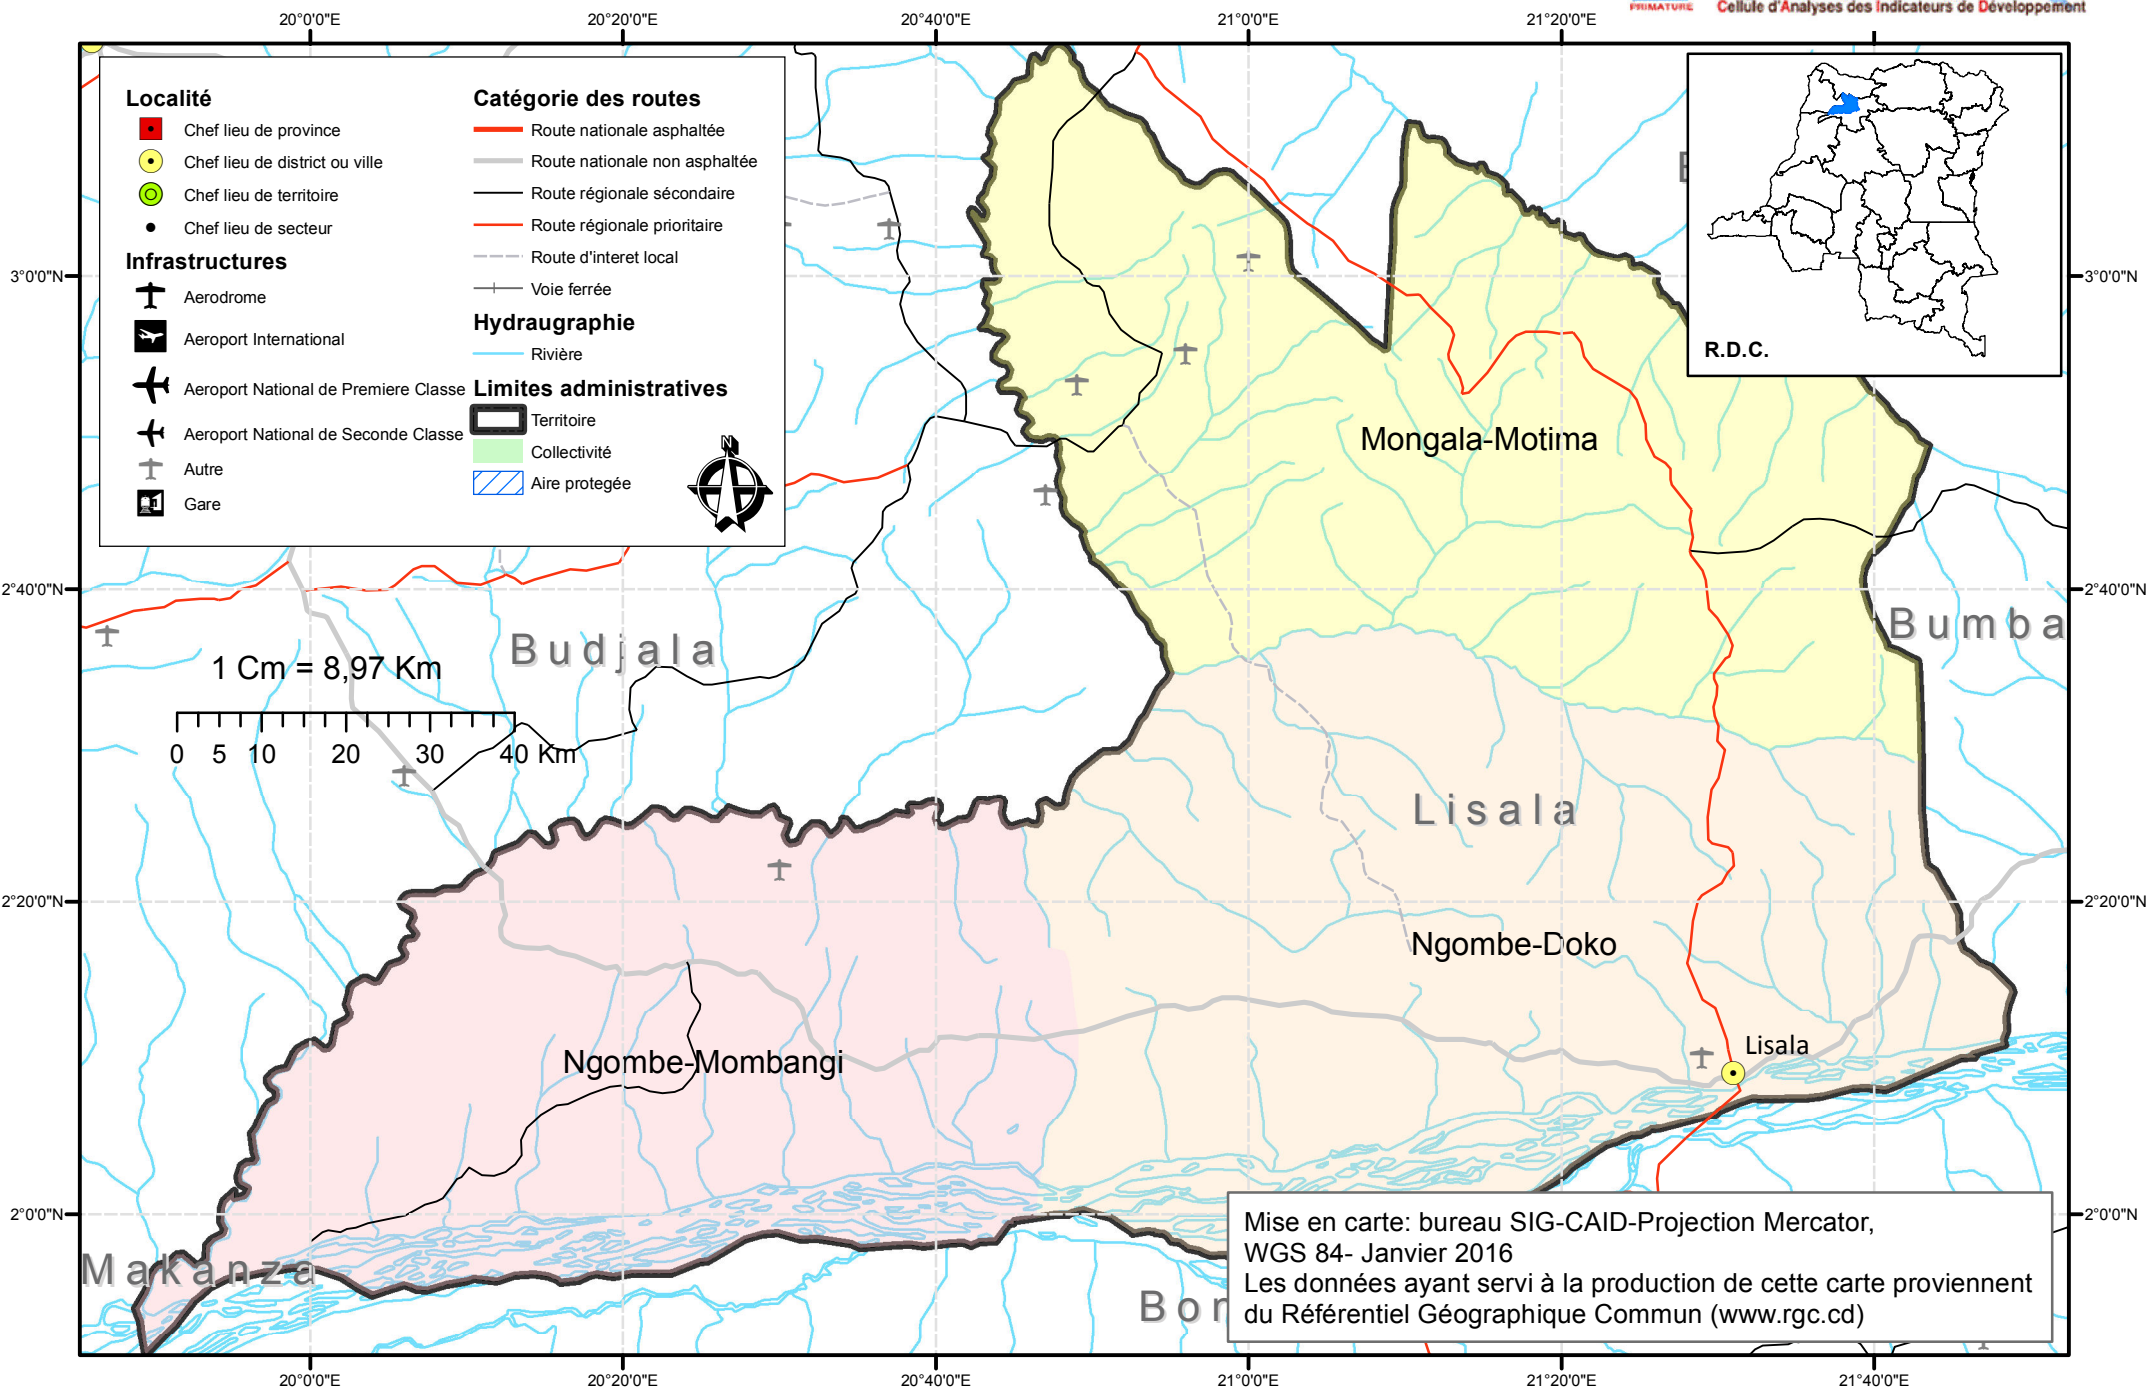 PRIMATURE
Cellule d'Analyses des Indicateurs de Développement
20°0'0"E 20°20'0"E 20°40'0"E 21°0'0"E 21°20'0"E 21°40'0"E
Localité
Chef lieu de province
Chef lieu de district ou ville
Chef lieu de territoire
Chef lieu de secteur
Infrastructures
Aerodrome
Aeroport International
Aeroport National de Premiere Classe
Aeroport National de Seconde Classe
Autre
Gare
Catégorie des routes
Route nationale asphaltée
Route nationale non asphaltée
Route régionale sécondaire
Route régionale prioritaire
Route d'interet local
Voie ferrée
Hydraugraphie
Rivière
Limites administratives
Territoire
Collectivité
Aire protegée
N
R.D.C.
3°0'0"N 3°0'0"N
Mongala-Motima
2°40'0"N 2°40'0"N
Budjala
Bumba
1 Cm = 8,97 Km
0 5 10 20 30 40 Km
Lisala
2°20'0"N 2°20'0"N
Ngombe-Doko
Lisala
Ngombe-Mombangi
2°0'0"N 2°0'0"N
Makanza
Bon
Mise en carte: bureau SIG-CAID-Projection Mercator,
WGS 84- Janvier 2016
Les données ayant servi à la production de cette carte proviennent
du Référentiel Géographique Commun (www.rgc.cd)
20°0'0"E 20°20'0"E 20°40'0"E 21°0'0"E 21°20'0"E 21°40'0"E